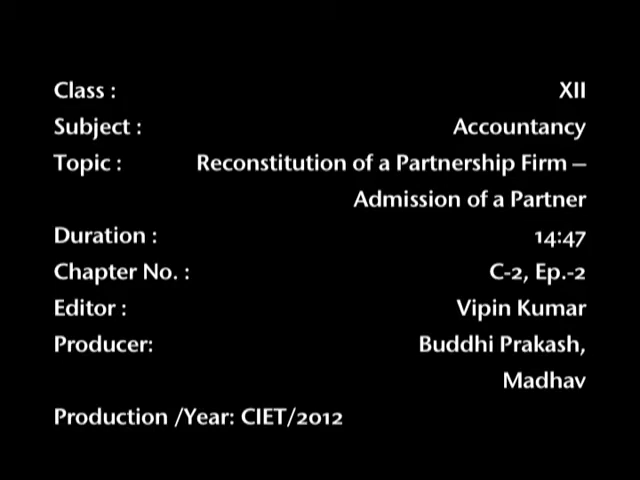 Class : XII
Subject : Accountancy
Topic : Reconstitution of a Partnership Firm –
Admission of a Partner
Duration : 14:47
Chapter No. : C-2, Ep.-2
Editor : Vipin Kumar
Producer: Buddhi Prakash,
Madhav
Production /Year: CIET/2012